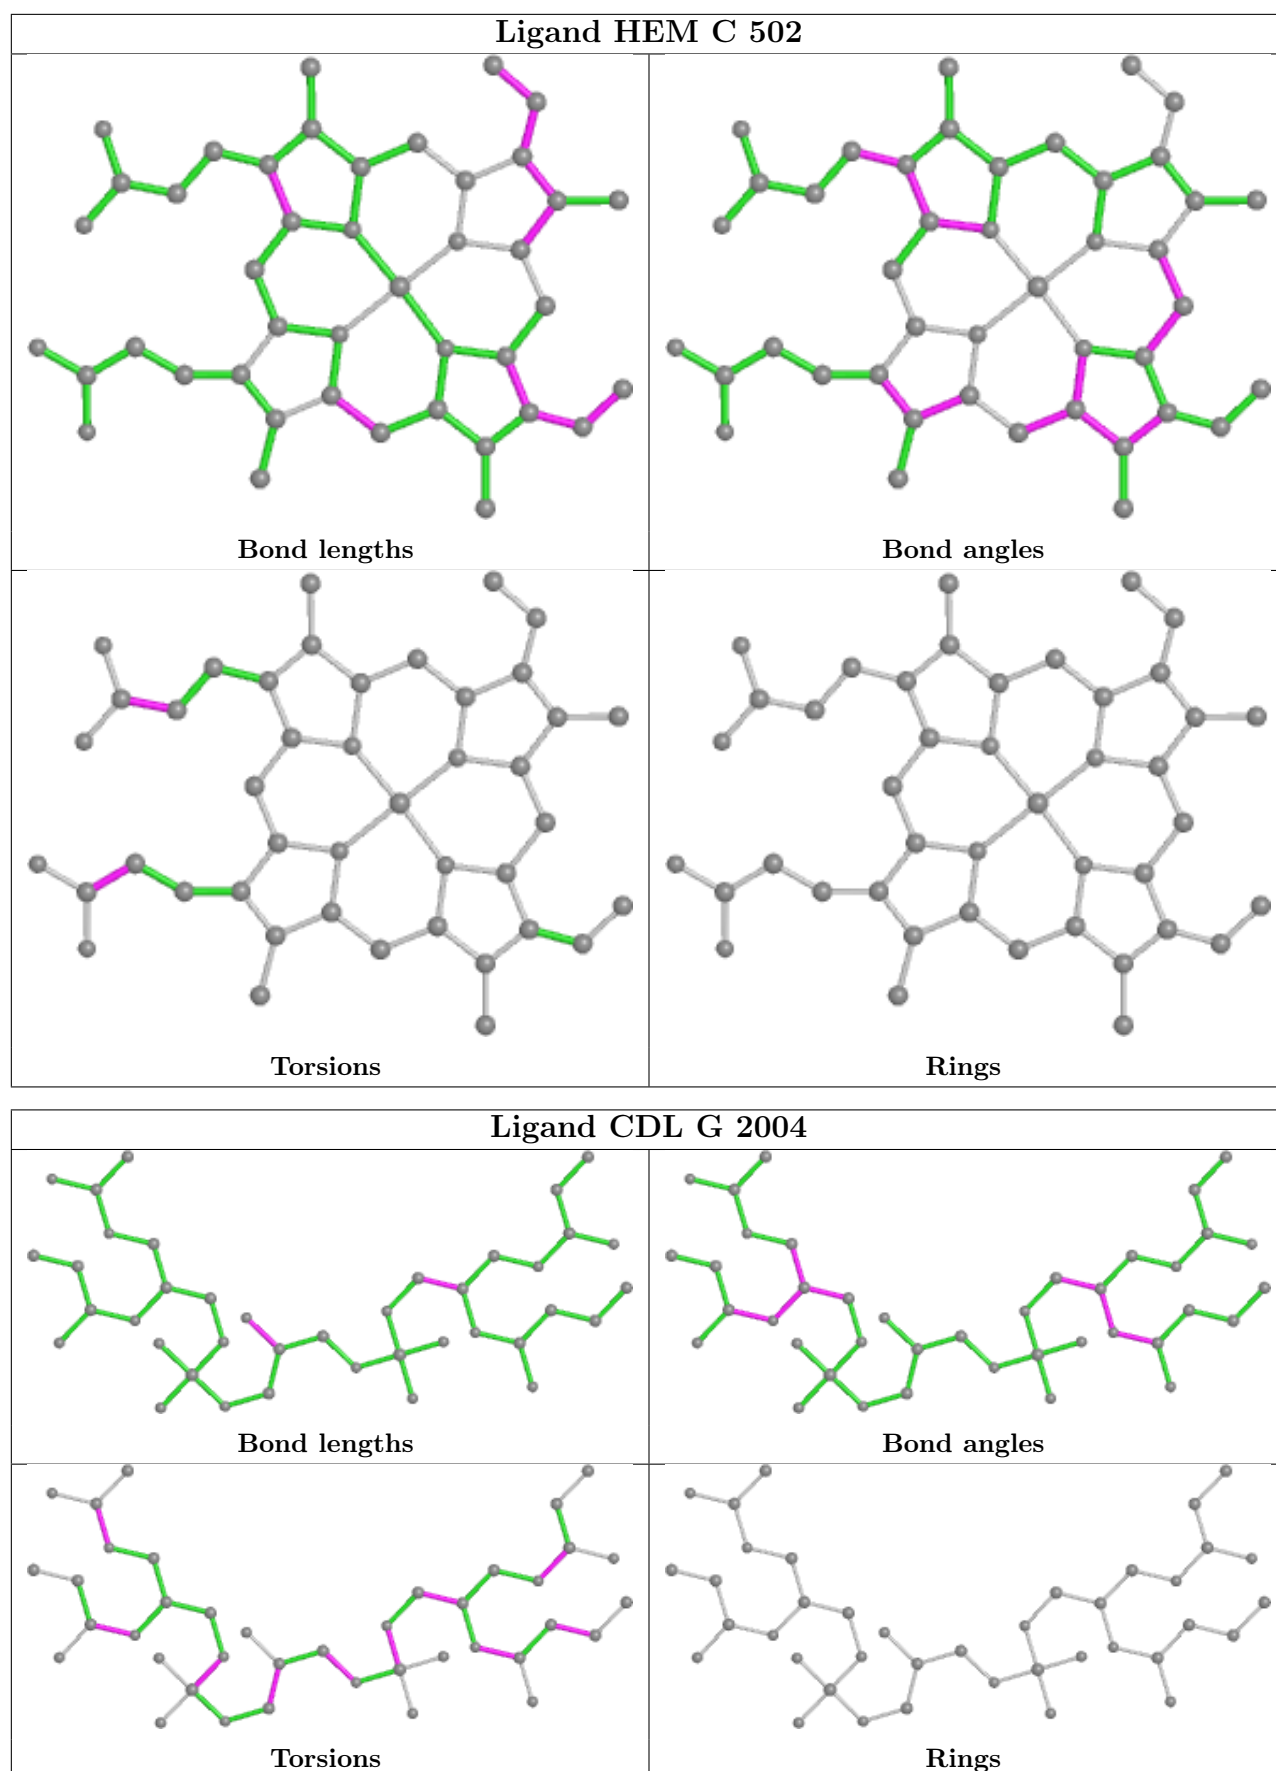 Ligand HEM C 502
Bond lengths
Bond angles
Torsions
Rings
Ligand CDL G 2004
Bond lengths
Bond angles
Torsions
Rings